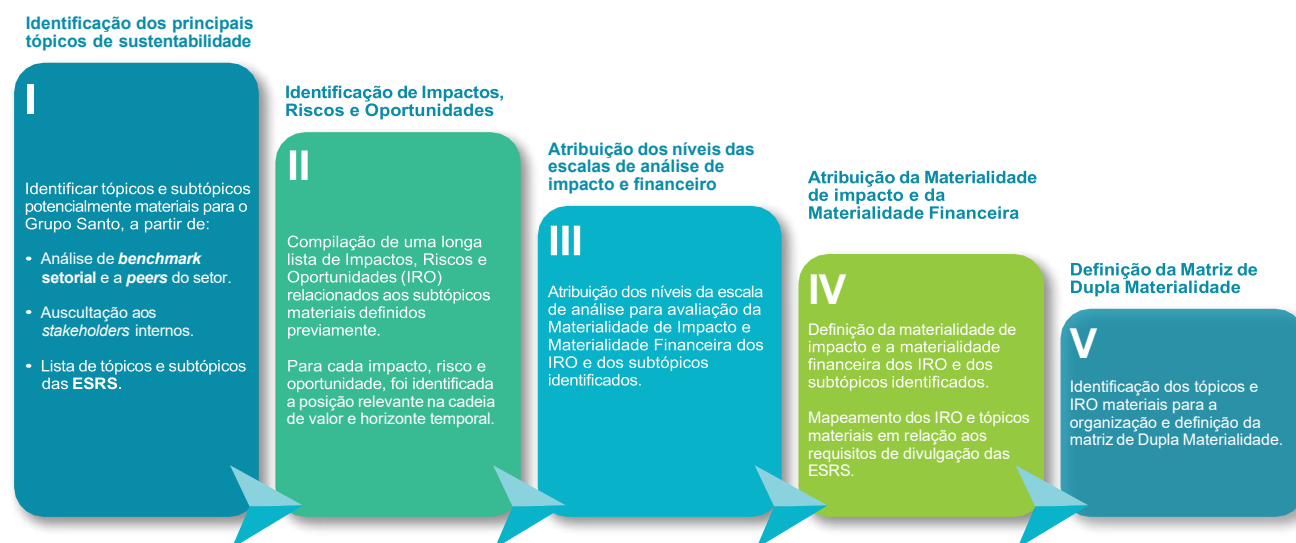 Identificação dos principais
tópicos de sustentabilidade
I
Identificar tópicos e subtópicos
potencialmente materiais para o
Grupo Santo, a partir de:
• Análise de benchmark
setorial e a peers do setor.
• Auscultação aos
stakeholders internos.
• Lista de tópicos e subtópicos
das ESRS.
Identificação de Impactos,
Riscos e Oportunidades
II
Compilação de uma longa
lista de Impactos, Riscos e
Oportunidades (IRO)
relacionados aos subtópicos
materiais definidos
previamente.
Para cada impacto, risco e
oportunidade, foi identificada
a posição relevante na cadeia
de valor e horizonte temporal.
Atribuição dos níveis das
escalas de análise de
impacto e financeiro
III
Atribuição dos níveis da escala
de análise para avaliação da
Materialidade de Impacto e
Materialidade Financeira dos
IRO e dos subtópicos
identificados.
Atribuição da Materialidade
de impacto e da
Materialidade Financeira
IV
Definição da materialidade de
impacto e a materialidade
financeira dos IRO e dos
subtópicos identificados.
Mapeamento dos IRO e tópicos
materiais em relação aos
requisitos de divulgação das
ESRS.
Definição da Matriz de
Dupla Materialidade
V
Identificação dos tópicos e
IRO materiais para a
organização e definição da
matriz de Dupla Materialidade.